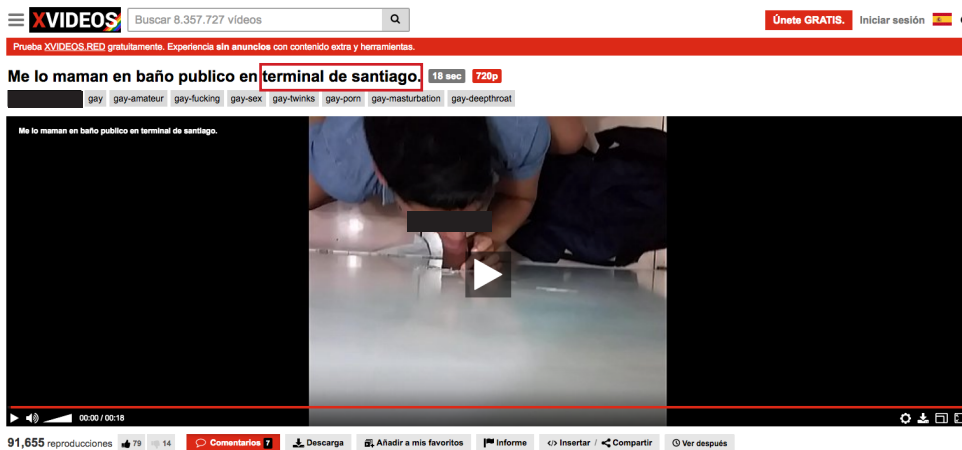 XVIDEOS
Buscar 8.357.727 vídeos
Únete GRATIS. Iniciar sesión
Prueba XVIDEOS RED gratuitamente. Experiencia sin anuncios con contenido extra y herramientas.
Me lo maman en baño publico en terminal de santiago. 18 sec 720p
gay gay-amateur gay-fucking gay-sex gay-twinks gay-porn gay-masturbation gay-deepthroat
Me lo maman en baño publico en terminal de santiago.
00:00 / 00:18
91,655 reproducciones 79 14 Comentarios 7 Descarga Añadir a mis favoritos Informe Insertar / Compartir Ver después